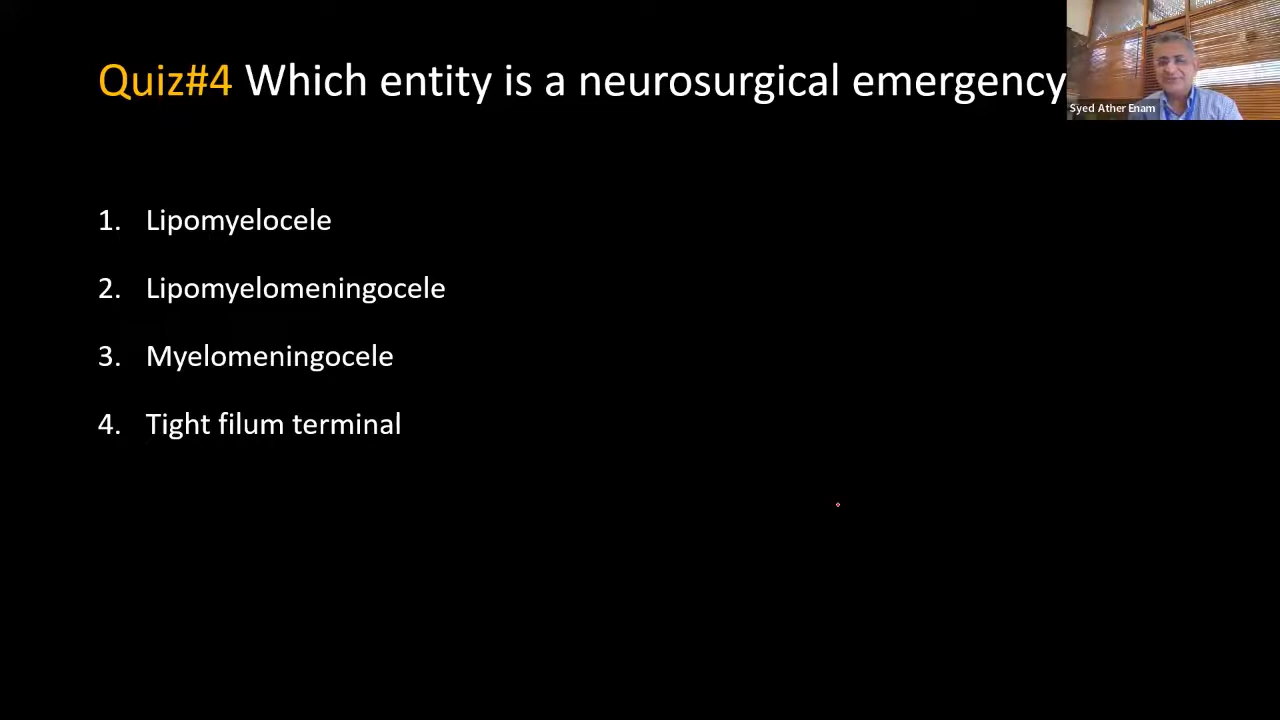 Quiz#4 Which entity is a neurosurgical emergency
Syed Ather Enam
1. Lipomyelocele
2. Lipomyelomeningocele
3. Myelomeningocele
4. Tight filum terminal